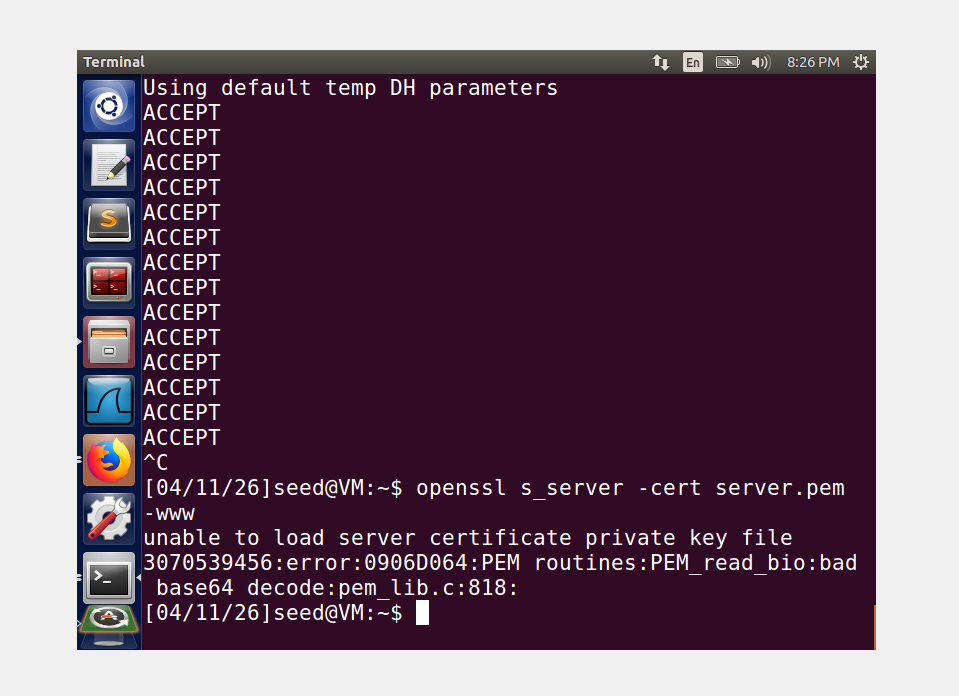 Terminal
En
8:26 PM
Using default temp DH parameters
ACCEPT
ACCEPT
ACCEPT
ACCEPT
ACCEPT
ACCEPT
ACCEPT
ACCEPT
ACCEPT
ACCEPT
ACCEPT
ACCEPT
ACCEPT
ACCEPT
^C
[04/11/26]seed@VM:~$ openssl s_server -cert server.pem
-www
unable to load server certificate private key file
3070539456:error:0906D064:PEM routines:PEM_read_bio:bad
 base64 decode:pem_lib.c:818:
[04/11/26]seed@VM:~$